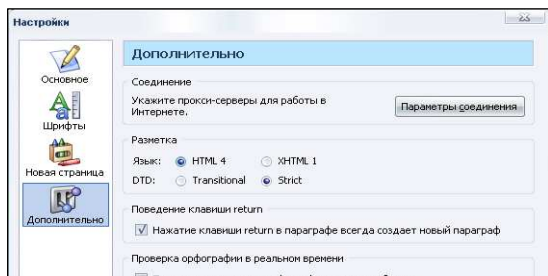 Настройки
Основное
Шрифты
Новая страница
Дополнительно
Дополнительно
Соединение
Укажите прокси-серверы для работы в
Интернете.
Параметры соединения
Разметка
Язык: HTML 4 XHTML 1
DTD: Transitional Strict
Поведение клавиши return
Нажатие клавиши return в параграфе всегда создает новый параграф
Проверка орфографии в реальном времени